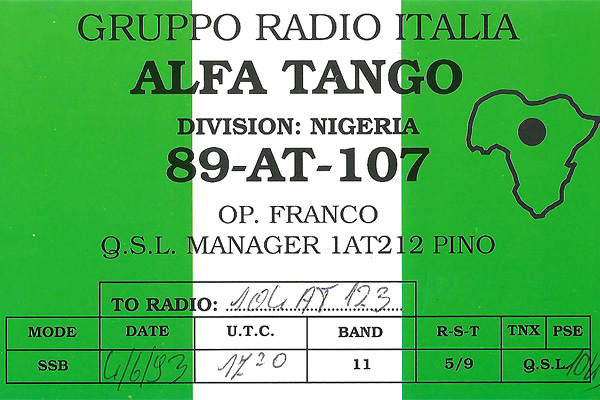 GRUPPO RADIO ITALIA
ALFA TANGO
DIVISION: NIGERIA
89-AT-107
OP. FRANCO
Q.S.L. MANAGER 1AT212 PINO
TO RADIO: 104 AT 123
MODE DATE U.T.C. BAND R-S-T TNX PSE
SSB 4/6/93 1720 11 5/9 Q.S.L.